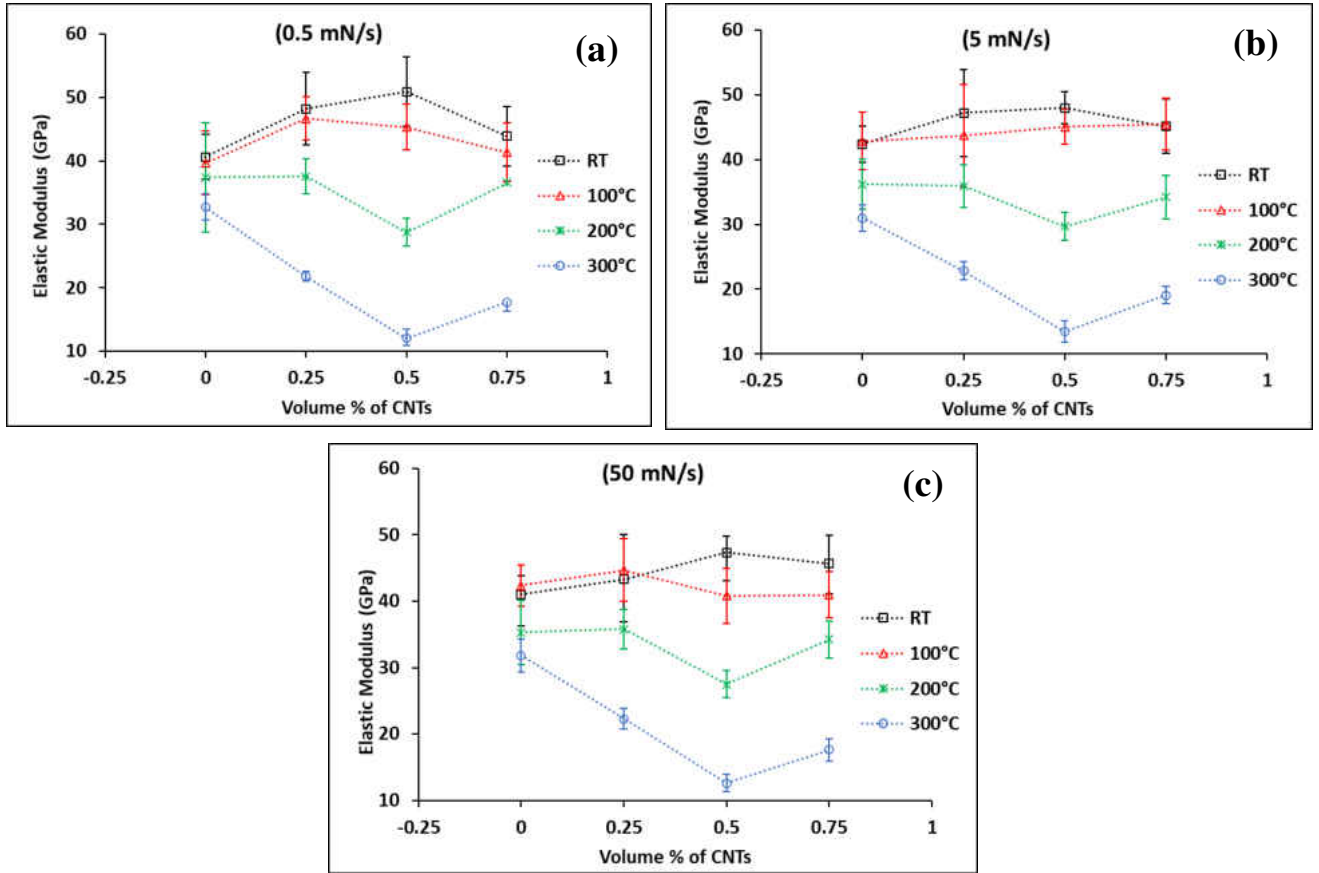 (0.5 mN/s)
(a)
60
50
40
30
20
10
Elastic Modulus (GPa)
RT
100°C
200°C
300°C
-0.25 0 0.25 0.5 0.75 1
Volume % of CNTs
(5 mN/s)
(b)
60
50
40
30
20
10
Elastic Modulus (GPa)
RT
100°C
200°C
300°C
-0.25 0 0.25 0.5 0.75 1
Volume % of CNTs
(50 mN/s)
(c)
60
50
40
30
20
10
Elastic Modulus (GPa)
RT
100°C
200°C
300°C
-0.25 0 0.25 0.5 0.75 1
Volume % of CNTs